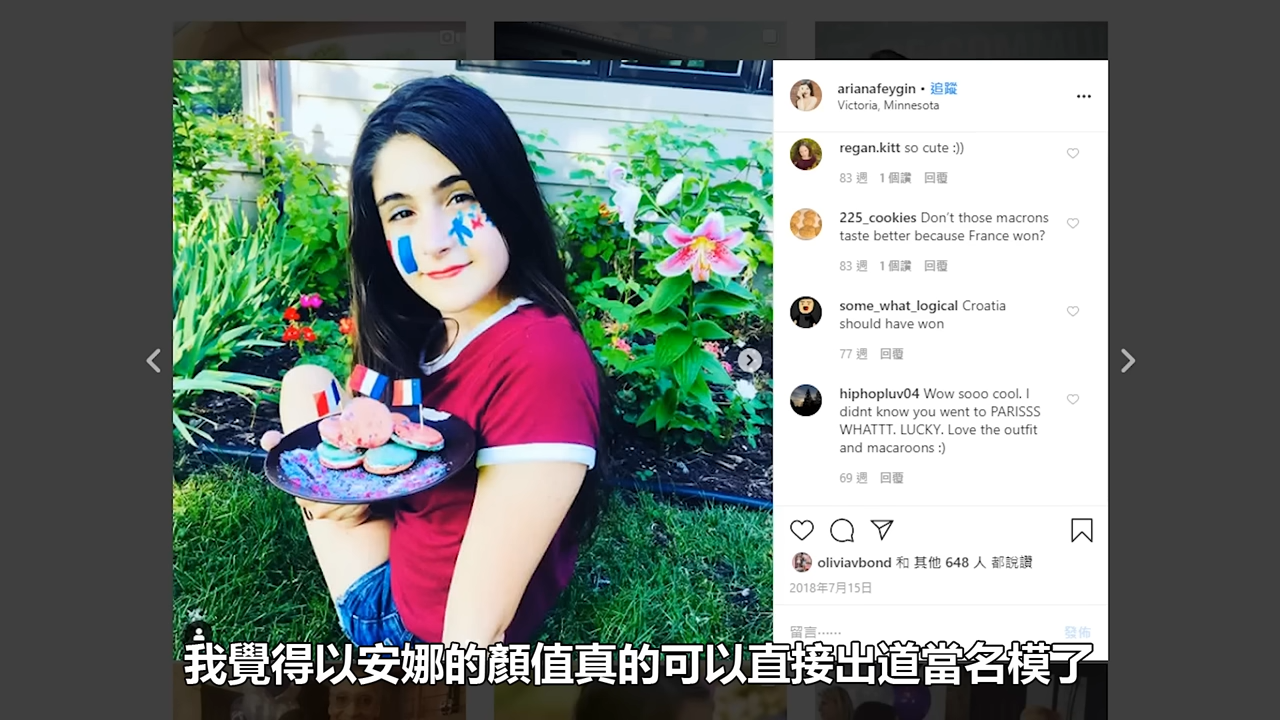 arianafeygin • 追蹤
Victoria, Minnesota
regan.kitt so cute :))
83 週 1 個讚 回覆
225_cookies Don't those macrons
taste better because France won?
83 週 1 個讚 回覆
some_what_logical Croatia
should have won
77 週 回覆
hiphopluv04 Wow sooo cool. I
didnt know you went to PARISSS
WHATTT. LUCKY. Love the outfit
and macaroons :)
69 週 回覆
oliviavbond 和 其他 648 人 都說讚
2018年7月15日
留言⋯⋯
發佈
我覺得以安娜的顏值真的可以直接出道當名模了